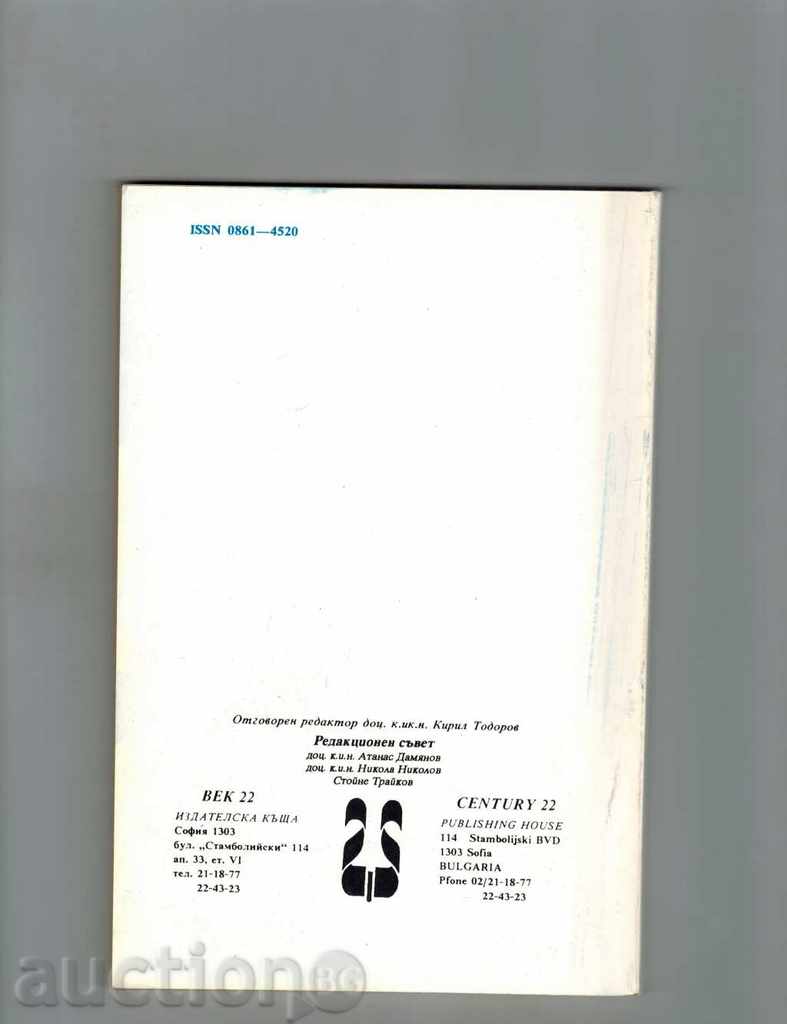 ISSN 0861—4520
Отговорен редактор доц. к.ик.н. Кирил Тодоров
Редакционен съвет
доц. к.и.н. Атанас Дамянов
доц. к.и.н. Никола Николов
Стойне Трайков
ВЕК 22
ИЗДАТЕЛСКА КЪЩА
София 1303
бул. „Стамболийски“ 114
ап. 33, ет. VI
тел. 21-18-77
22-43-23
CENTURY 22
PUBLISHING HOUSE
114 Stambolijski BVD
1303 Sofia
BULGARIA
Pfone 02/21-18-77
22-43-23
auction.BG